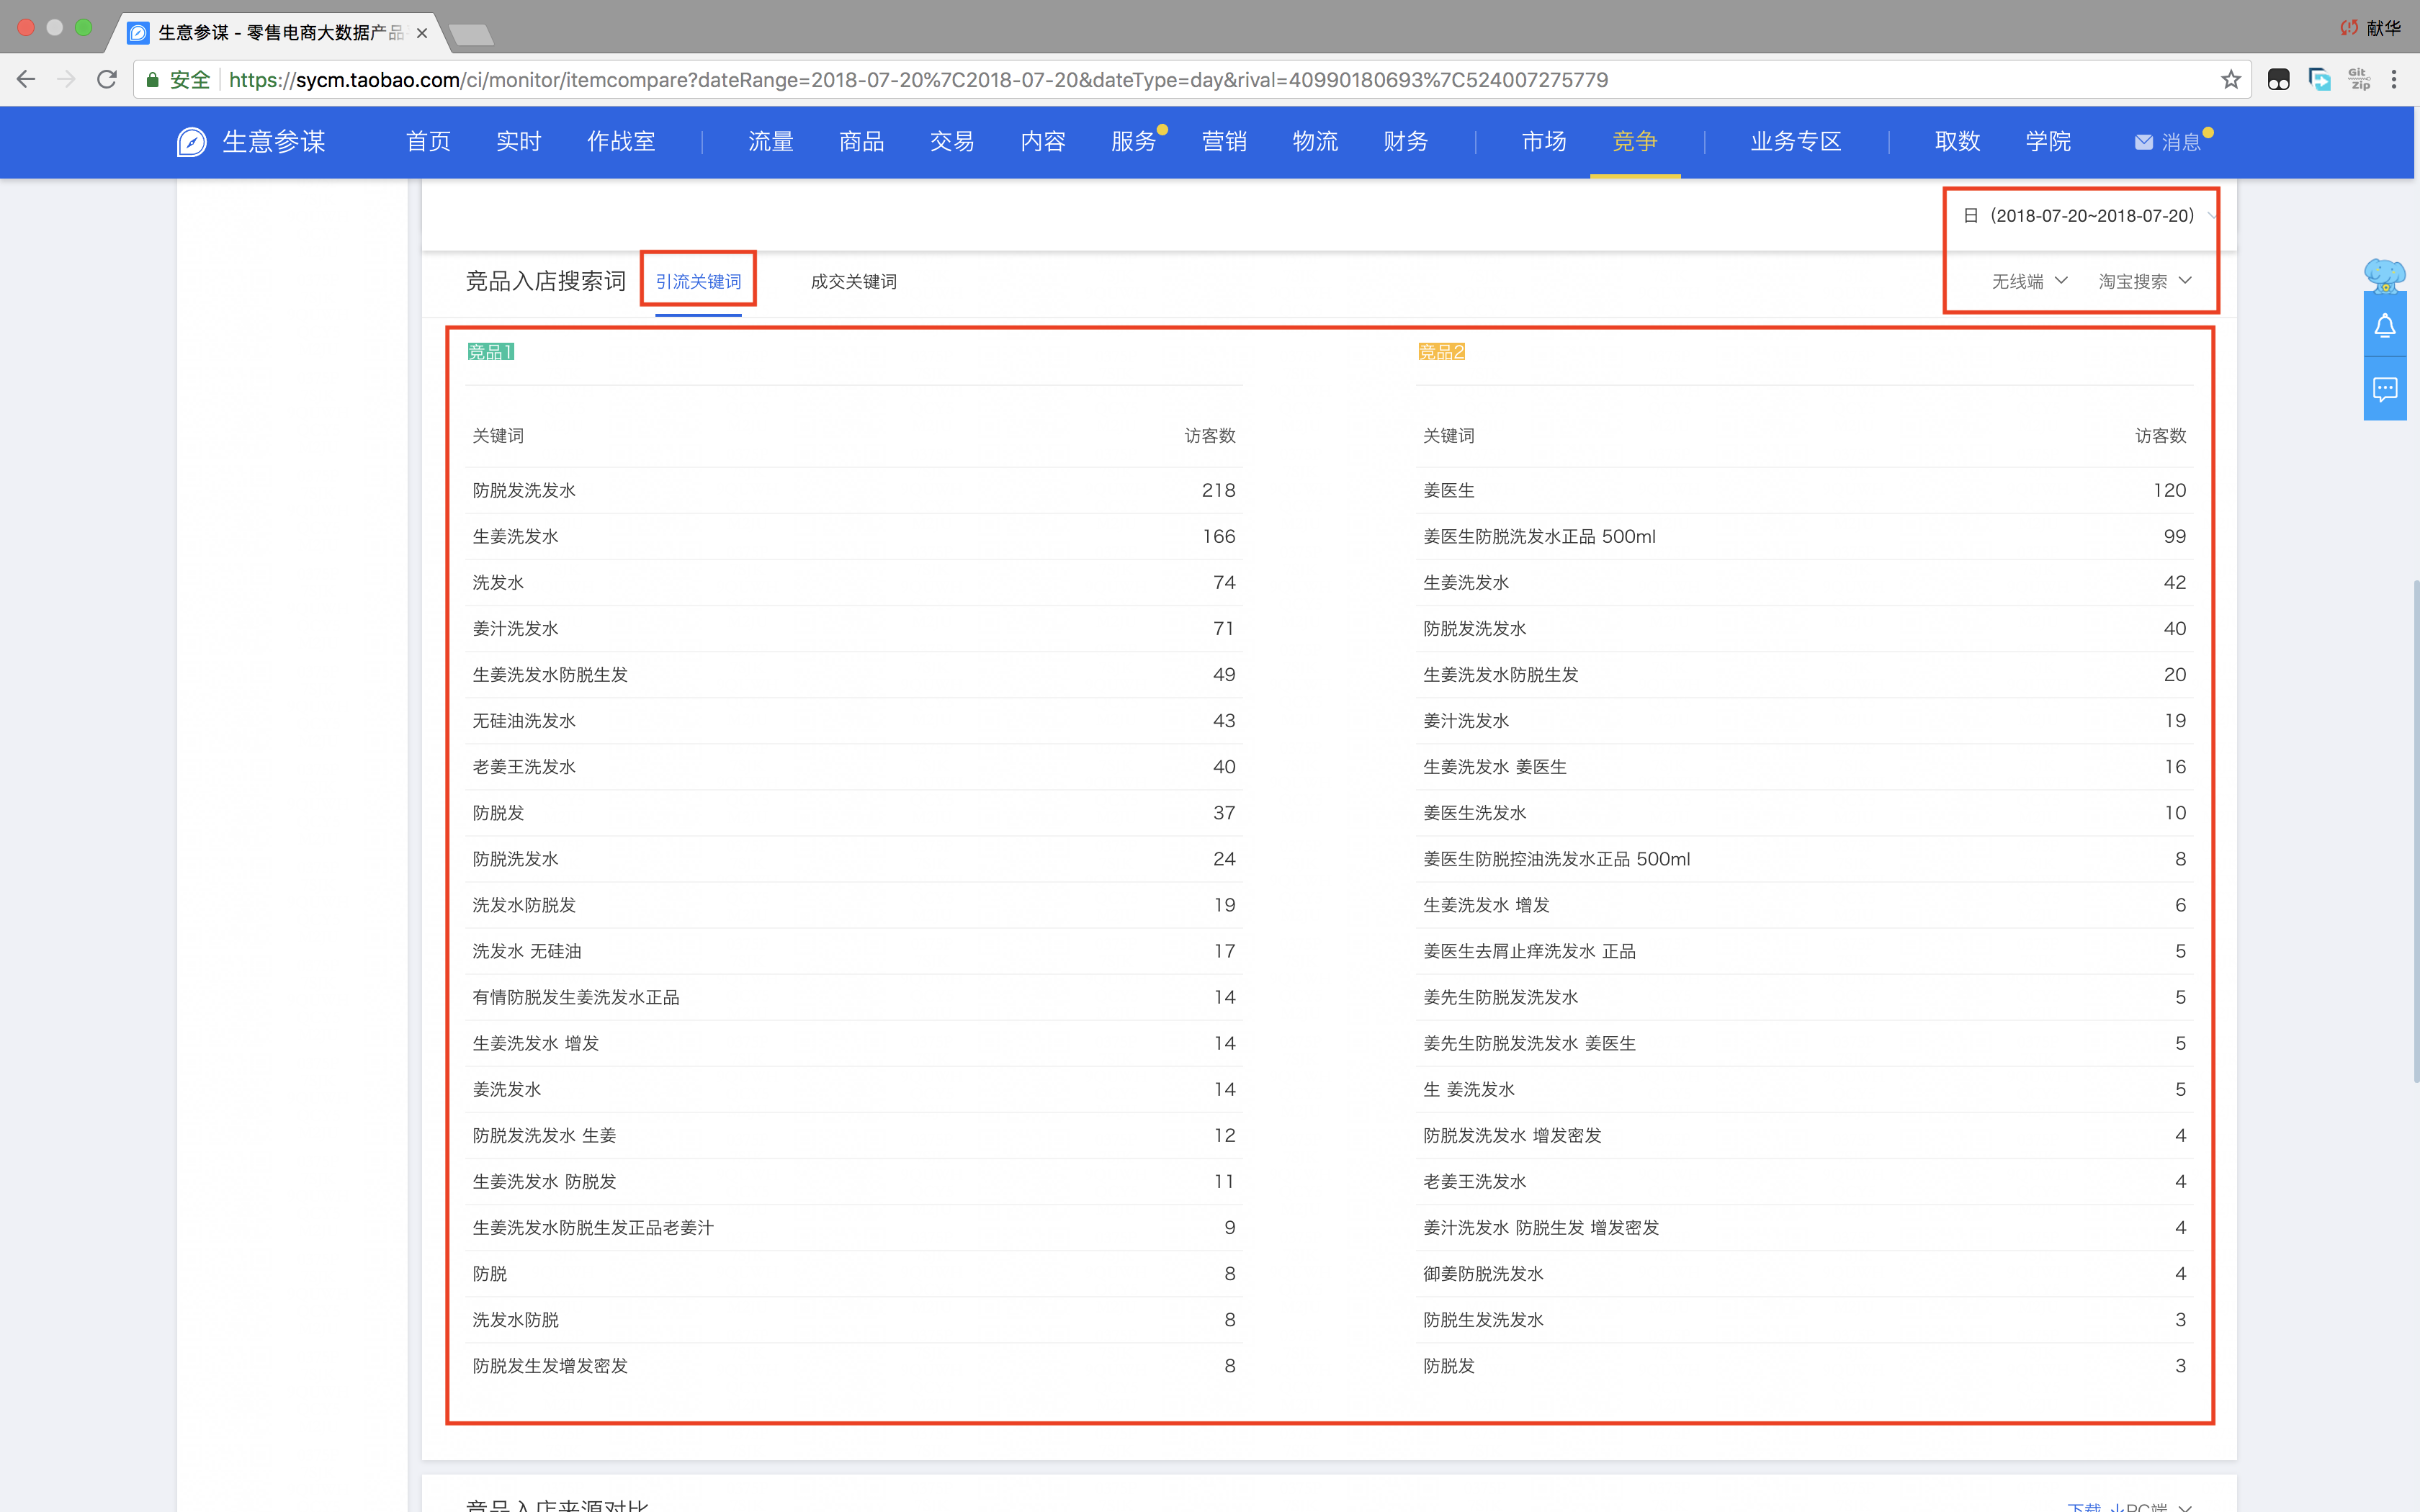 生意参谋 - 零售电商大数据产品
献华
安全 https://sycm.taobao.com/ci/monitor/itemcompare?dateRange=2018-07-20%7C2018-07-20&dateType=day&rival=40990180693%7C524007275779
Git Zip
生意参谋 首页 实时 作战室 流量 商品 交易 内容 服务 营销 物流 财务 市场 竞争 业务专区 取数 学院 消息
日（2018-07-20~2018-07-20）
竞品入店搜索词 引流关键词 成交关键词 无线端 淘宝搜索
竞品1 竞品2
关键词 访客数 关键词 访客数
防脱发洗发水 218 姜医生 120
生姜洗发水 166 姜医生防脱洗发水正品 500ml 99
洗发水 74 生姜洗发水 42
姜汁洗发水 71 防脱发洗发水 40
生姜洗发水防脱生发 49 生姜洗发水防脱生发 20
无硅油洗发水 43 姜汁洗发水 19
老姜王洗发水 40 生姜洗发水 姜医生 16
防脱发 37 姜医生洗发水 10
防脱洗发水 24 姜医生防脱控油洗发水正品 500ml 8
洗发水防脱发 19 生姜洗发水 增发 6
洗发水 无硅油 17 姜医生去屑止痒洗发水 正品 5
有情防脱发生姜洗发水正品 14 姜先生防脱发洗发水 5
生姜洗发水 增发 14 姜先生防脱发洗发水 姜医生 5
姜洗发水 14 生 姜洗发水 5
防脱发洗发水 生姜 12 防脱发洗发水 增发密发 4
生姜洗发水 防脱发 11 老姜王洗发水 4
生姜洗发水防脱生发正品老姜汁 9 姜汁洗发水 防脱生发 增发密发 4
防脱 8 御姜防脱洗发水 4
洗发水防脱 8 防脱生发洗发水 3
防脱发生发增发密发 8 防脱发 3
竞品入店来源对比 下载 PC端